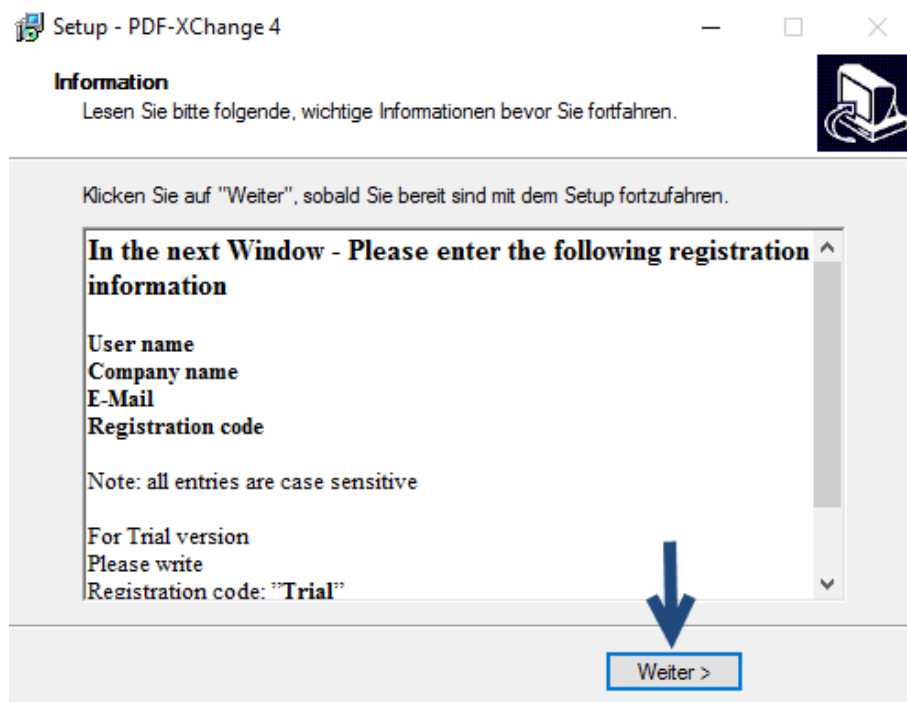 Setup - PDF-XChange 4
Information
Lesen Sie bitte folgende, wichtige Informationen bevor Sie fortfahren.
Klicken Sie auf "Weiter", sobald Sie bereit sind mit dem Setup fortzufahren.
In the next Window - Please enter the following registration
information
User name
Company name
E-Mail
Registration code
Note: all entries are case sensitive
For Trial version
Please write
Registration code: ”Trial”
Weiter >